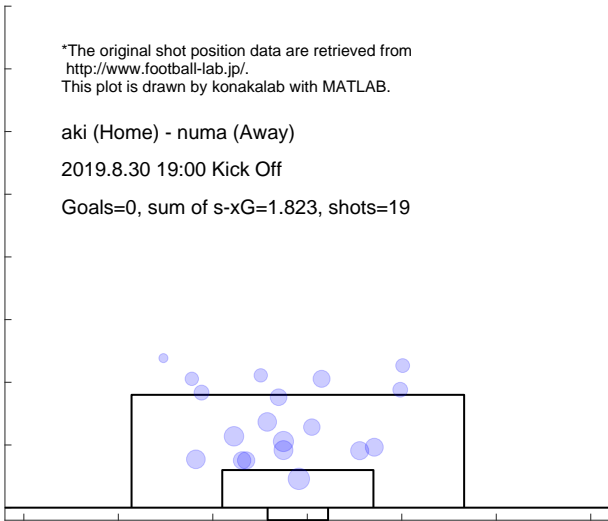 *The original shot position data are retrieved from
http://www.football-lab.jp/.
This plot is drawn by konakalab with MATLAB.
aki (Home) - numa (Away)
2019.8.30 19:00 Kick Off
Goals=0, sum of s-xG=1.823, shots=19